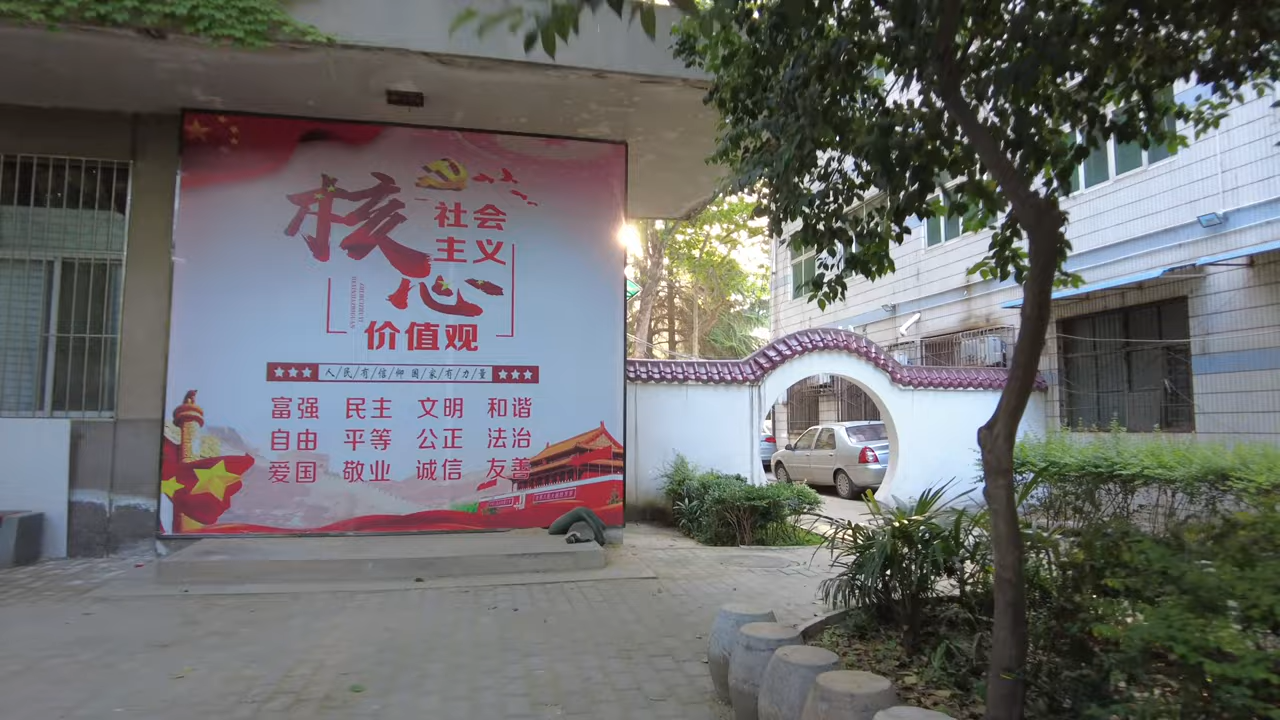 社会
主义
核心
价值观
人/民/有/信/仰 国/家/有/力/量
富强 民主 文明 和谐
自由 平等 公正 法治
爱国 敬业 诚信 友善